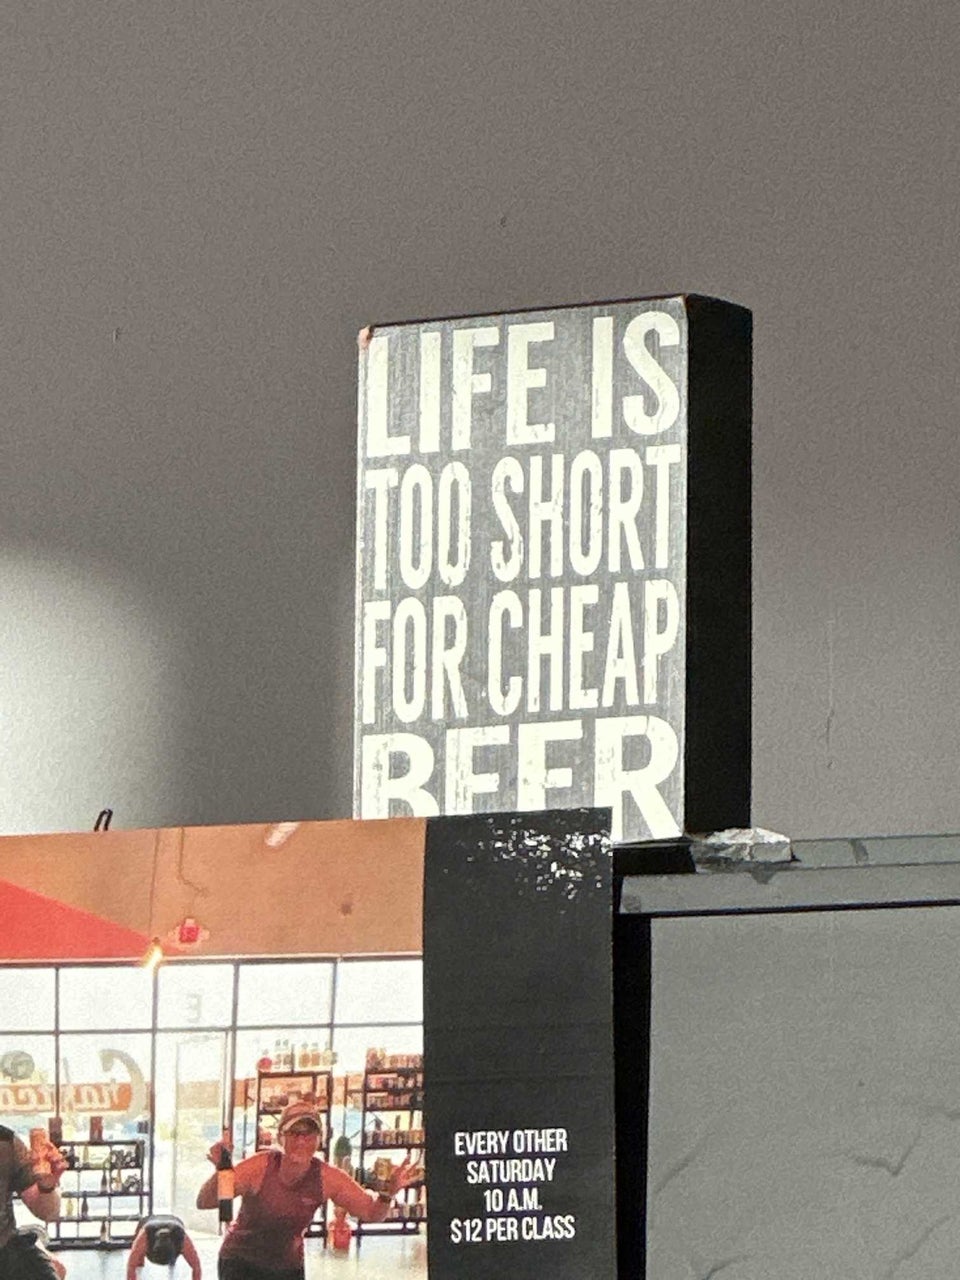 LIFE IS
TOO SHORT
FOR CHEAP
BEER
EVERY OTHER
SATURDAY
10 A.M.
$12 PER CLASS